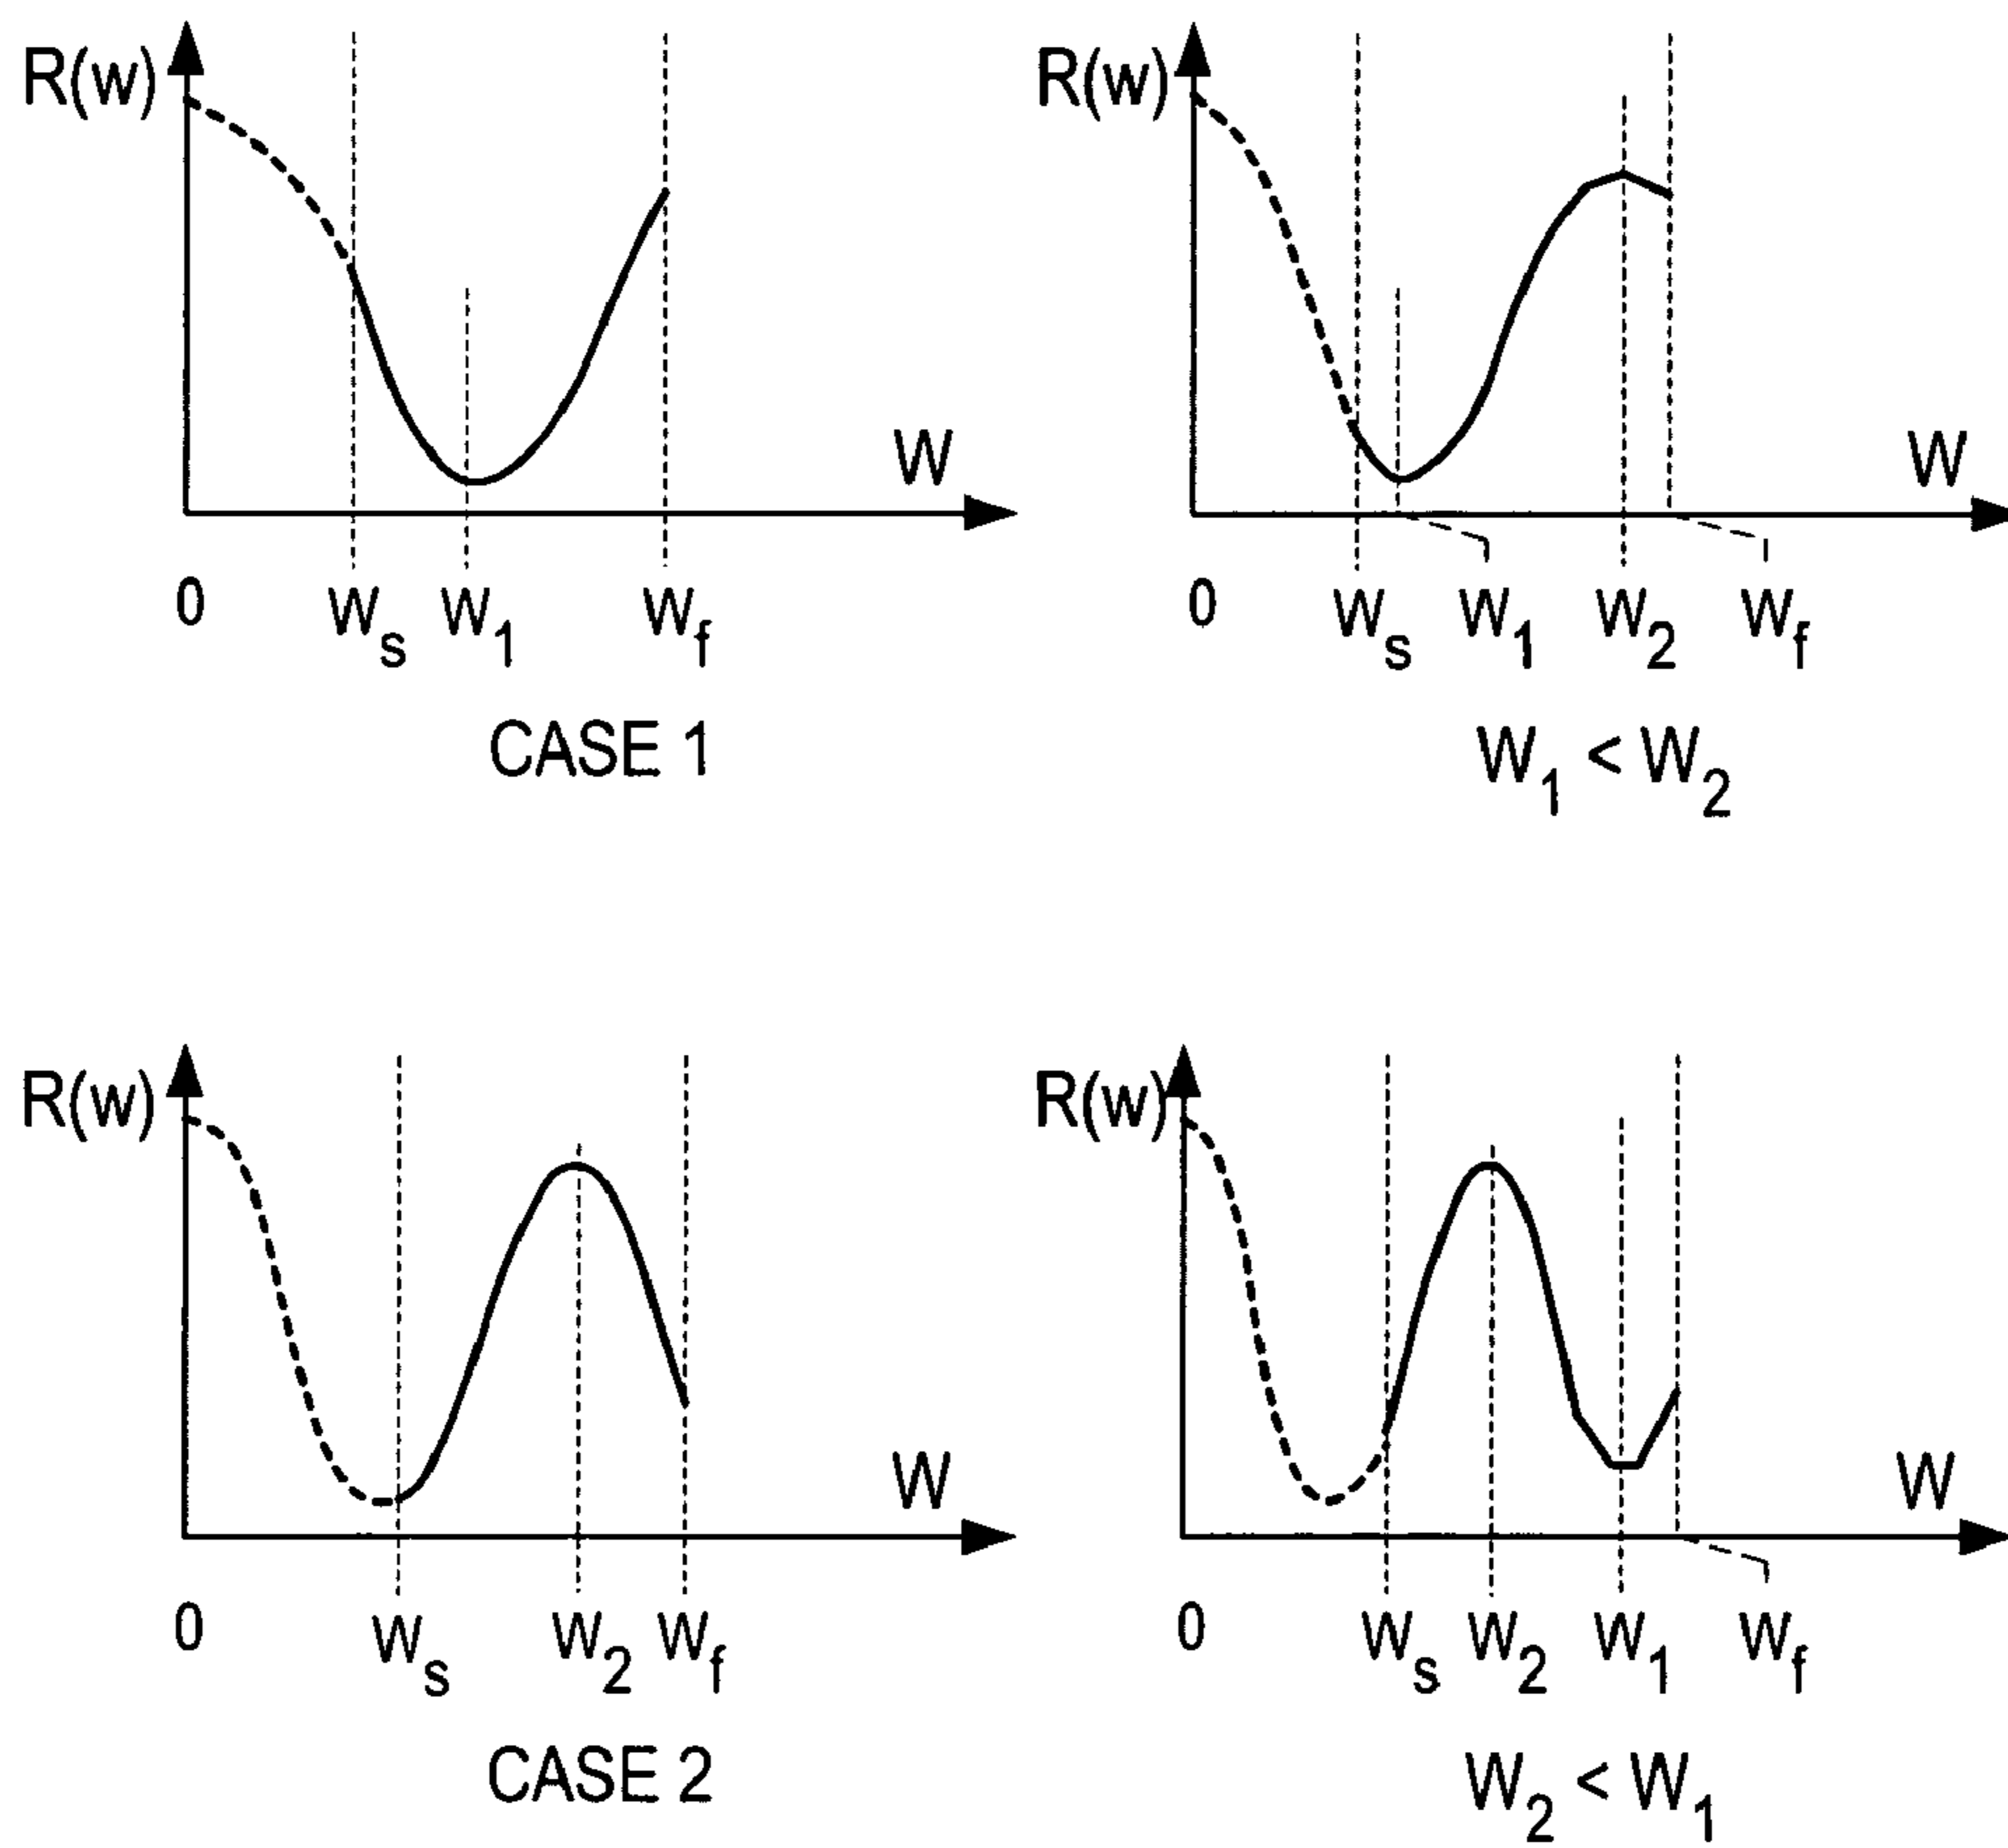 R(w)
W
0 Ws W1 Wf
CASE 1
R(w)
W
0 Ws W1 W2 Wf
W1 < W2
R(w)
W
0 Ws W2 Wf
CASE 2
R(w)
W
0 Ws W2 W1 Wf
W2 < W1